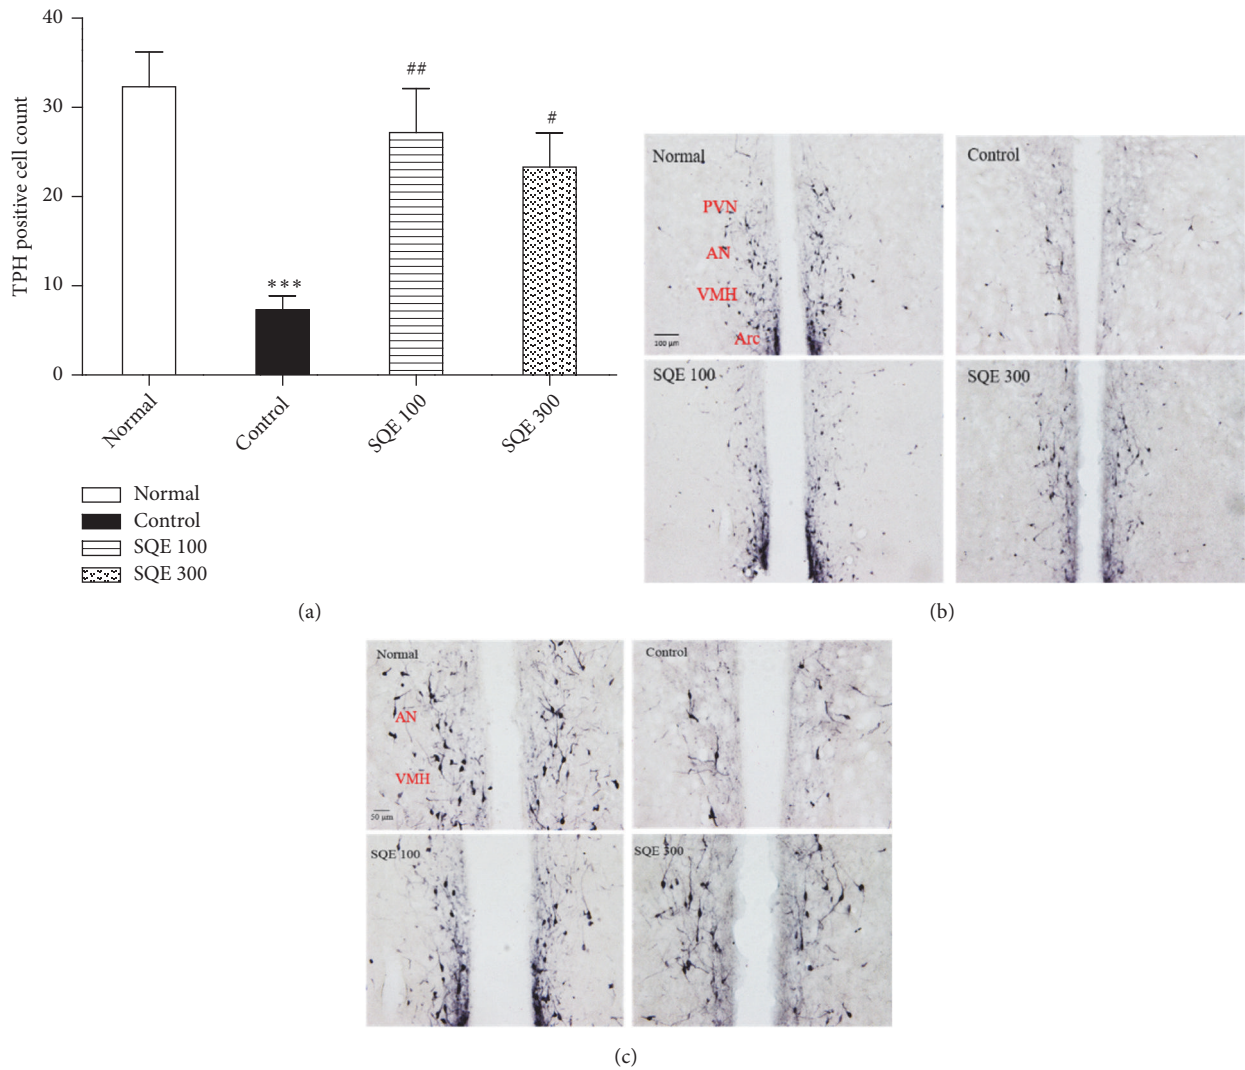 40
30
20
10
0
TPH positive cell count
***
##
#
Normal
Control
SQE 100
SQE 300
Normal
Control
SQE 100
SQE 300
(a)
Normal
PVN
AN
VMH
Arc
100 μm
Control
SQE 100
SQE 300
(b)
Normal
AN
VMH
50 μm
Control
SQE 100
SQE 300
(c)